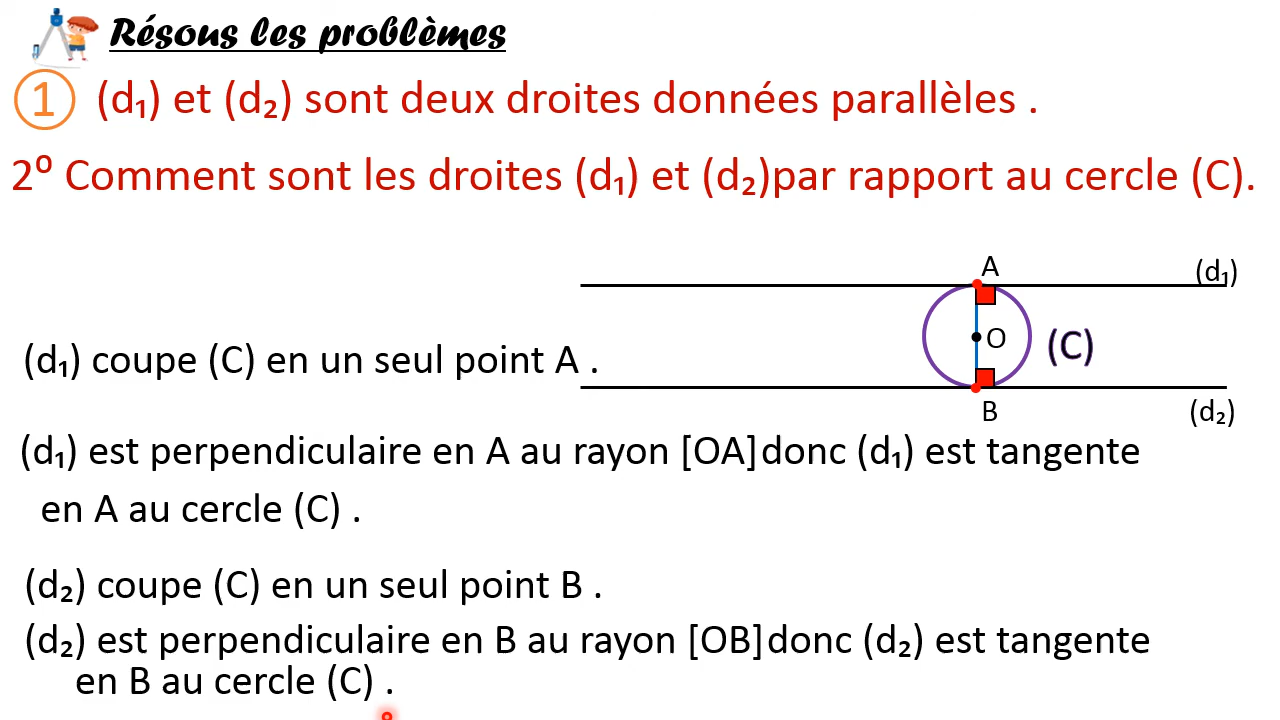 Résous les problèmes
1 (d₁) et (d₂) sont deux droites données parallèles .
2⁰ Comment sont les droites (d₁) et (d₂)par rapport au cercle (C).
A
(d₁)
O
(C)
(d₁) coupe (C) en un seul point A .
B
(d₂)
(d₁) est perpendiculaire en A au rayon [OA]donc (d₁) est tangente
en A au cercle (C) .
(d₂) coupe (C) en un seul point B .
(d₂) est perpendiculaire en B au rayon [OB]donc (d₂) est tangente
en B au cercle (C) .